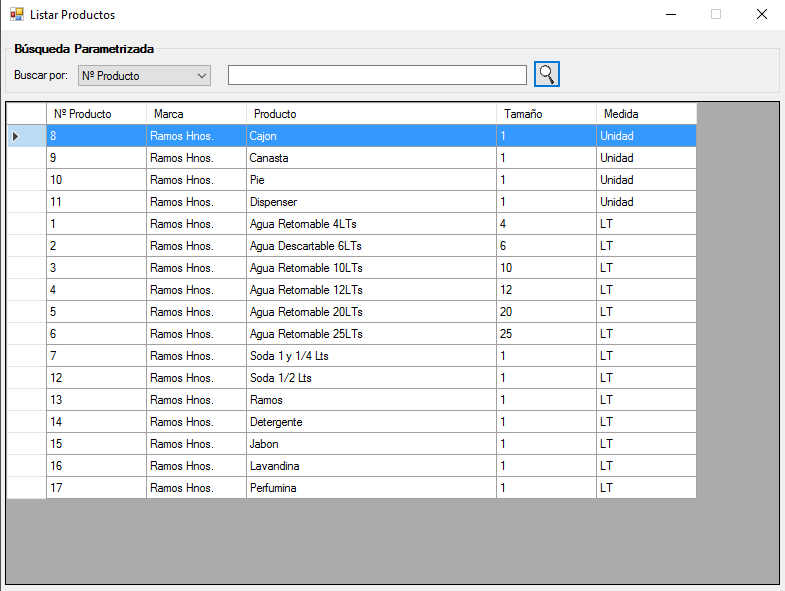 Listar Productos
Búsqueda Parametrizada
Buscar por: Nº Producto
Nº Producto Marca Producto Tamaño Medida
8 Ramos Hnos. Cajon 1 Unidad
9 Ramos Hnos. Canasta 1 Unidad
10 Ramos Hnos. Pie 1 Unidad
11 Ramos Hnos. Dispenser 1 Unidad
1 Ramos Hnos. Agua Retornable 4LTs 4 LT
2 Ramos Hnos. Agua Descartable 6LTs 6 LT
3 Ramos Hnos. Agua Retornable 10LTs 10 LT
4 Ramos Hnos. Agua Retornable 12LTs 12 LT
5 Ramos Hnos. Agua Retornable 20LTs 20 LT
6 Ramos Hnos. Agua Retornable 25LTs 25 LT
7 Ramos Hnos. Soda 1 y 1/4 Lts 1 LT
12 Ramos Hnos. Soda 1/2 Lts 1 LT
13 Ramos Hnos. Ramos 1 LT
14 Ramos Hnos. Detergente 1 LT
15 Ramos Hnos. Jabon 1 LT
16 Ramos Hnos. Lavandina 1 LT
17 Ramos Hnos. Perfumina 1 LT